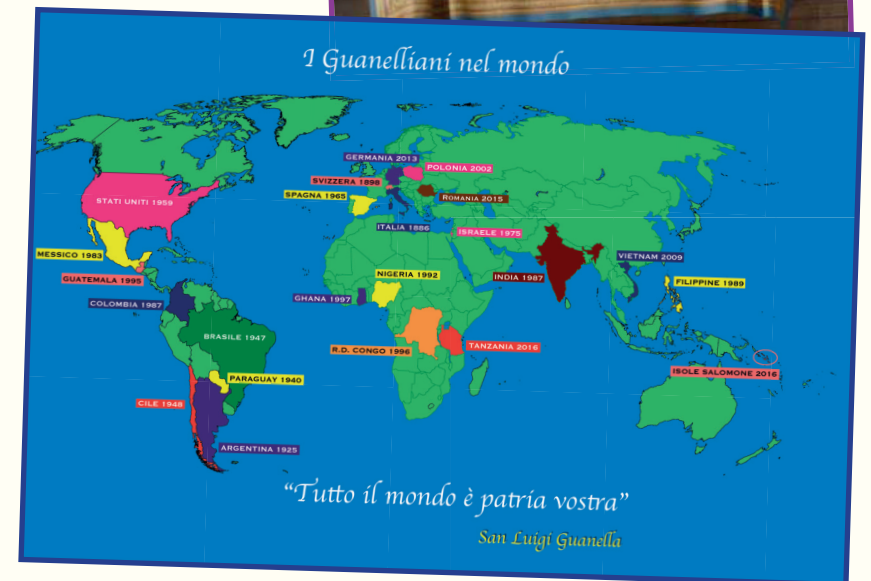 I Guanelliani nel mondo
GERMANIA 2013
POLONIA 2002
SVIZZERA 1898
SPAGNA 1965
ROMANIA 2015
STATI UNITI 1959
ITALIA 1886
ISRAELE 1975
MESSICO 1983
VIETNAM 2009
GUATEMALA 1995
NIGERIA 1992
INDIA 1987
FILIPPINE 1989
COLOMBIA 1987
GHANA 1997
BRASILE 1947
R.D. CONGO 1996
TANZANIA 2016
ISOLE SALOMONE 2016
PARAGUAY 1940
CILE 1948
ARGENTINA 1925
“Tutto il mondo è patria vostra”
San Luigi Guanella